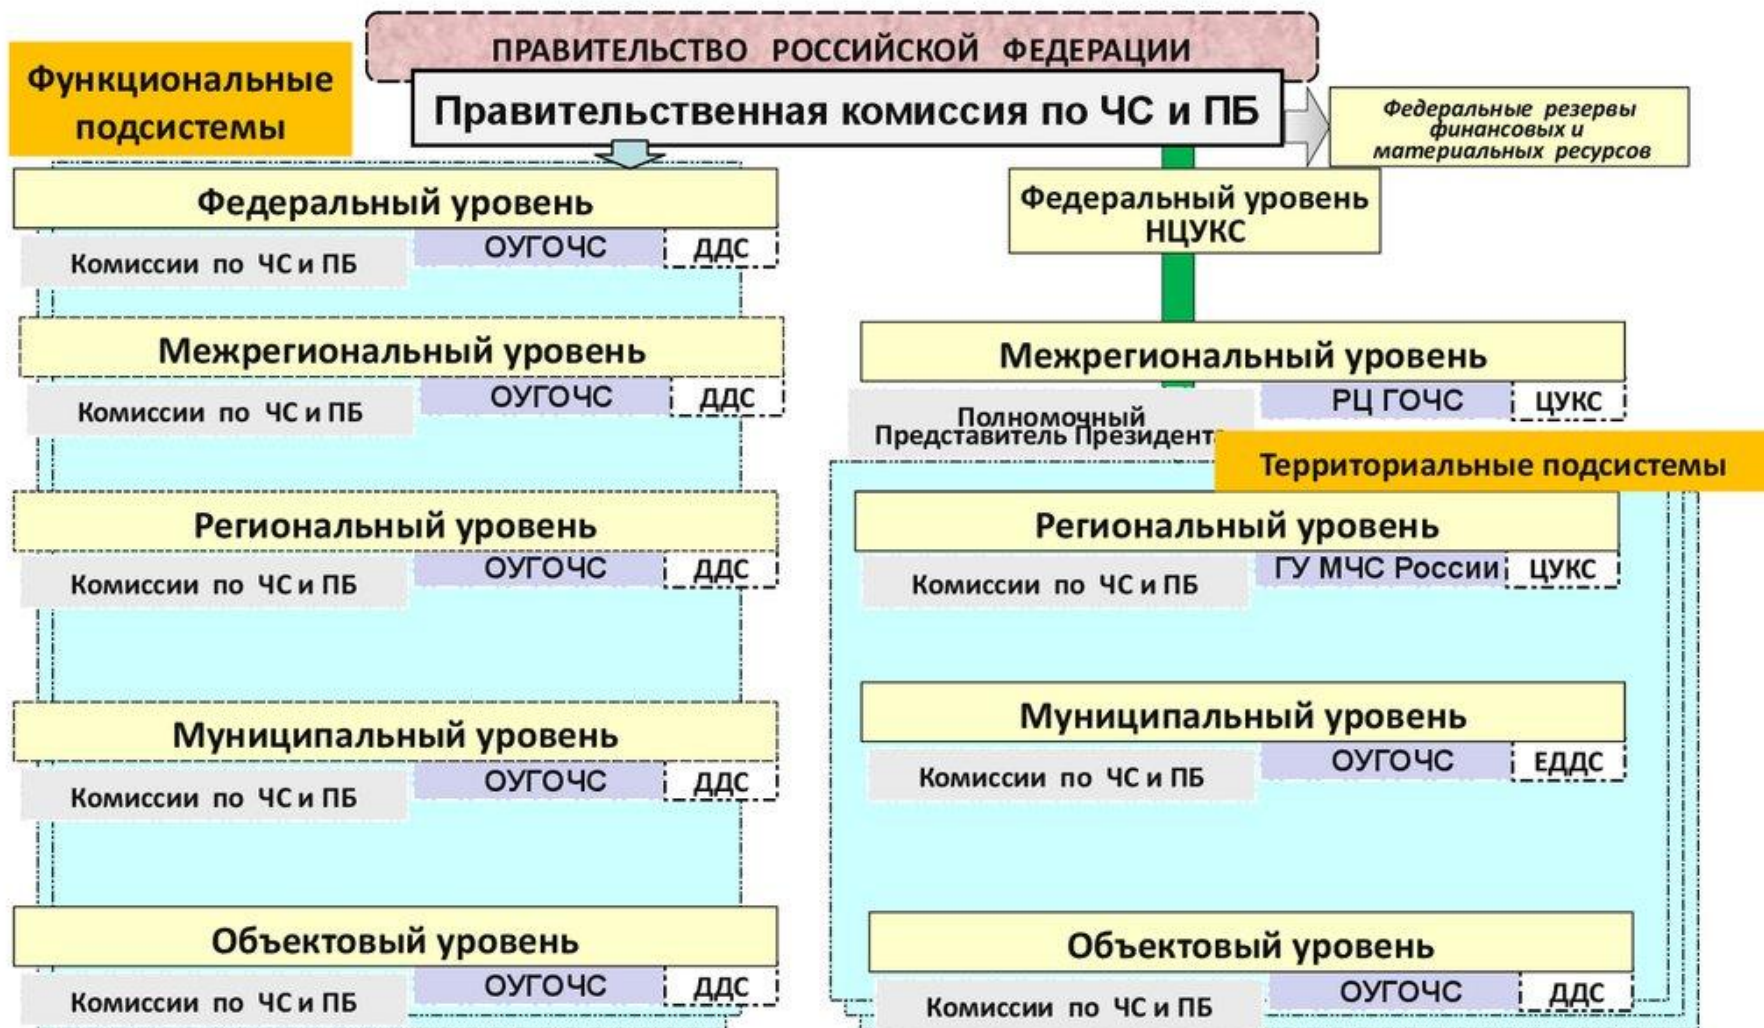 ПРАВИТЕЛЬСТВО РОССИЙСКОЙ ФЕДЕРАЦИИ
Правительственная комиссия по ЧС и ПБ
Федеральные резервы
финансовых и
материальных ресурсов
Функциональные
подсистемы
Федеральный уровень
Комиссии по ЧС и ПБ
ОУГОЧС
ДДС
Межрегиональный уровень
Комиссии по ЧС и ПБ
ОУГОЧС
ДДС
Региональный уровень
Комиссии по ЧС и ПБ
ОУГОЧС
ДДС
Муниципальный уровень
Комиссии по ЧС и ПБ
ОУГОЧС
ДДС
Объектовый уровень
Комиссии по ЧС и ПБ
ОУГОЧС
ДДС
Федеральный уровень
НЦУКС
Межрегиональный уровень
Полномочный
Представитель Президента
РЦ ГОЧС
ЦУКС
Территориальные подсистемы
Региональный уровень
Комиссии по ЧС и ПБ
ГУ МЧС России
ЦУКС
Муниципальный уровень
Комиссии по ЧС и ПБ
ОУГОЧС
ЕДДС
Объектовый уровень
Комиссии по ЧС и ПБ
ОУГОЧС
ДДС